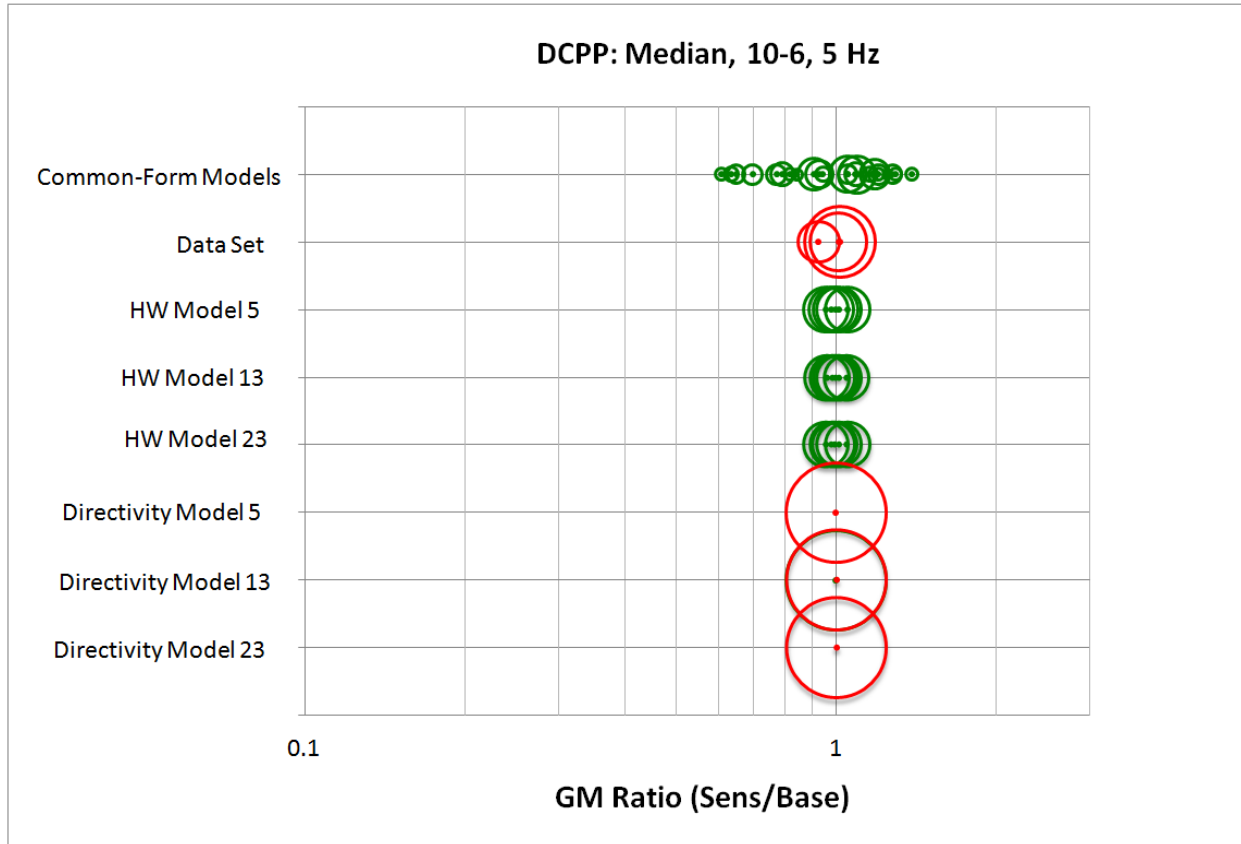 DCPP: Median, 10-6, 5 Hz
Common-Form Models
Data Set
HW Model 5
HW Model 13
HW Model 23
Directivity Model 5
Directivity Model 13
Directivity Model 23
0.1 1
GM Ratio (Sens/Base)